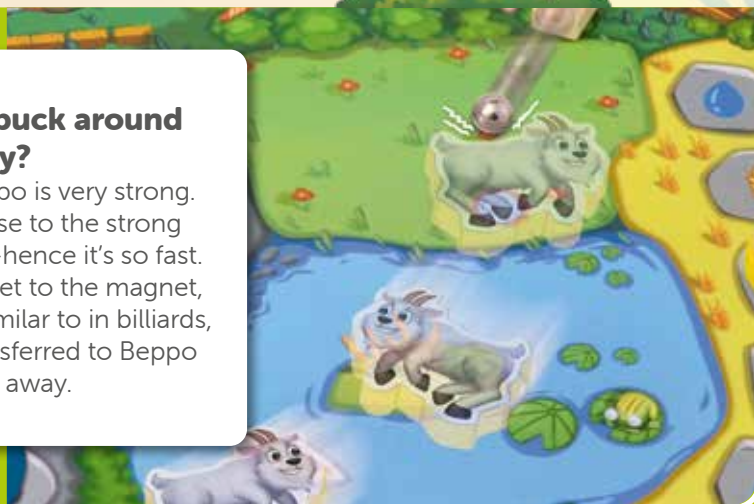 buck around
y?
po is very strong.
se to the strong
hence it's so fast.
et to the magnet,
milar to in billiards,
sferred to Beppo
away.